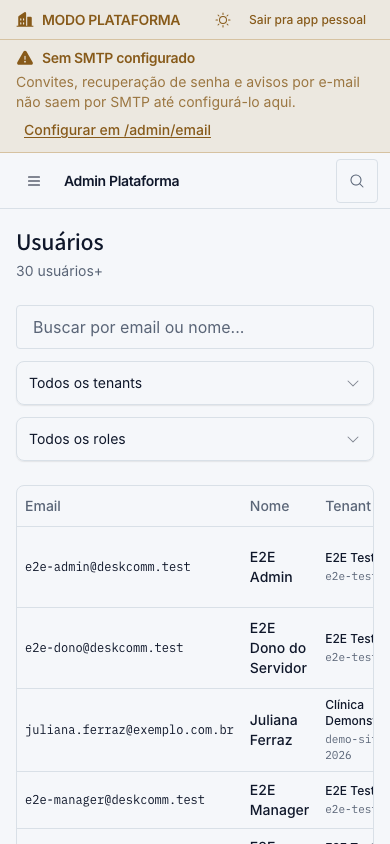 MODO PLATAFORMA
Sair pra app pessoal
Sem SMTP configurado
Convites, recuperação de senha e avisos por e-mail
não saem por SMTP até configurá-lo aqui.
Configurar em /admin/email
Admin Plataforma
Usuários
30 usuários+
Buscar por email ou nome...
Todos os tenants
Todos os roles
Email Nome Tenant
e2e-admin@deskcomm.test
E2E
Admin
E2E Test
e2e-test
e2e-dono@deskcomm.test
E2E
Dono do
Servidor
E2E Test
e2e-test
juliana.ferraz@exemplo.com.br
Juliana
Ferraz
Clínica
Demons
demo-si
2026
e2e-manager@deskcomm.test
E2E
Manager
E2E Test
e2e-test